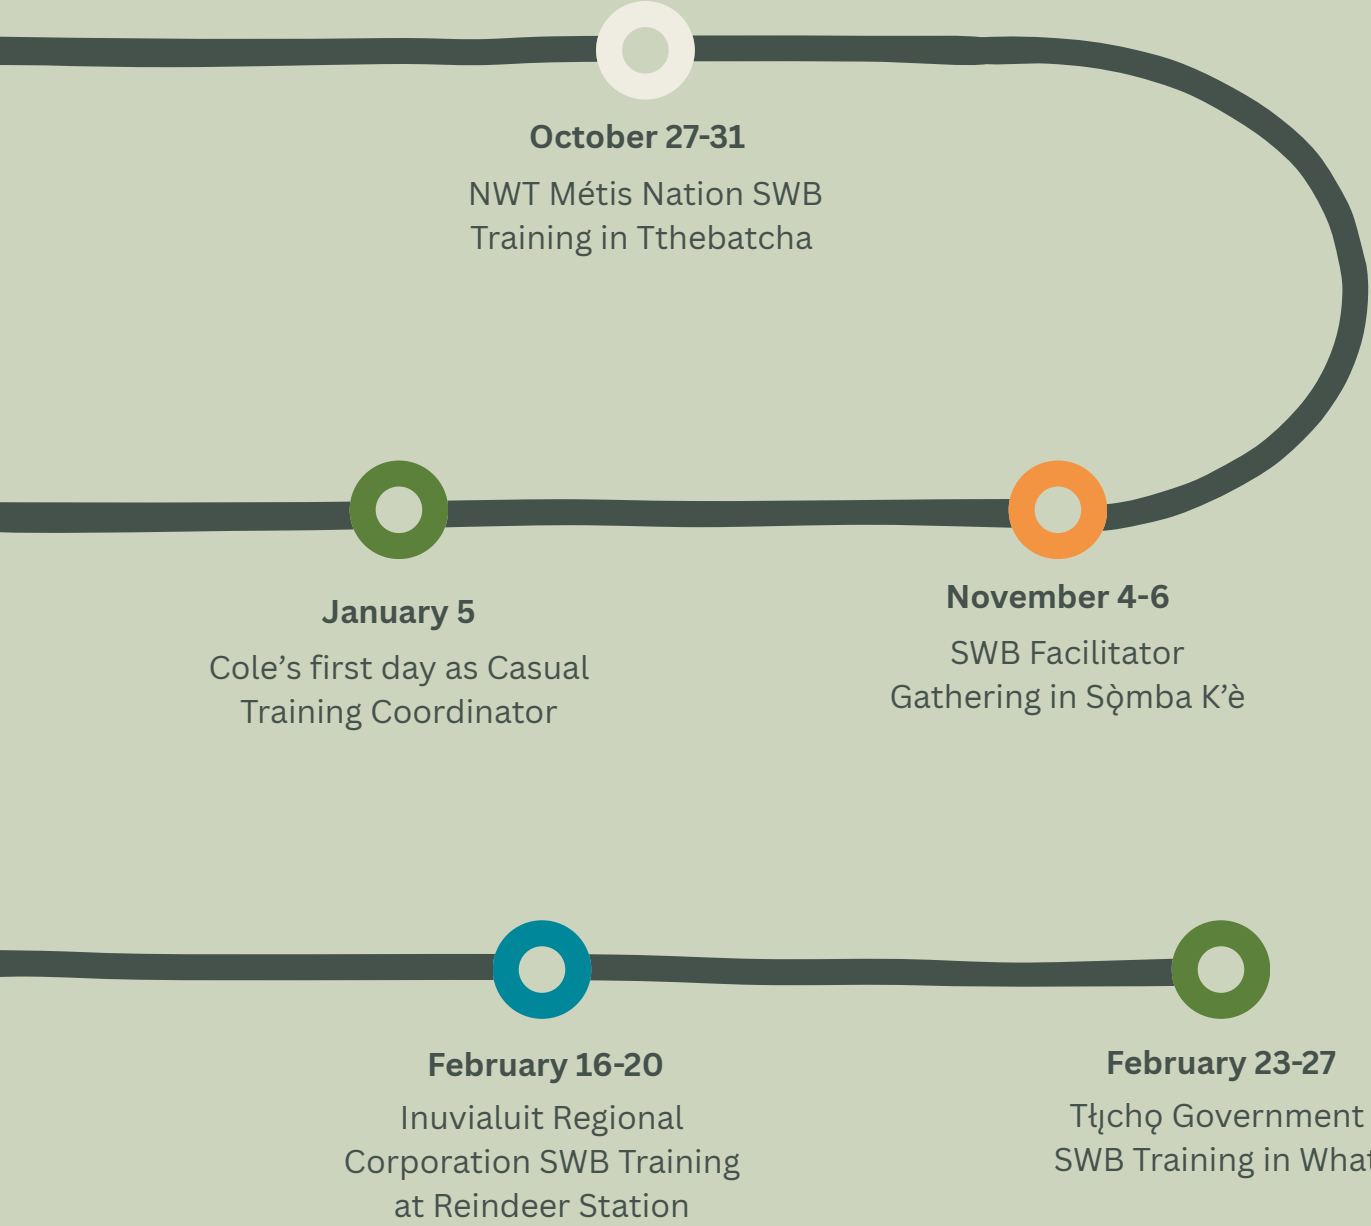 October 27-31
NWT Métis Nation SWB
Training in Tthebatcha
November 4-6
SWB Facilitator
Gathering in Sǫ̀mba K’è
January 5
Cole’s first day as Casual
Training Coordinator
February 16-20
Inuvialuit Regional
Corporation SWB Training
at Reindeer Station
February 23-27
Tłı̨chǫ Government
SWB Training in